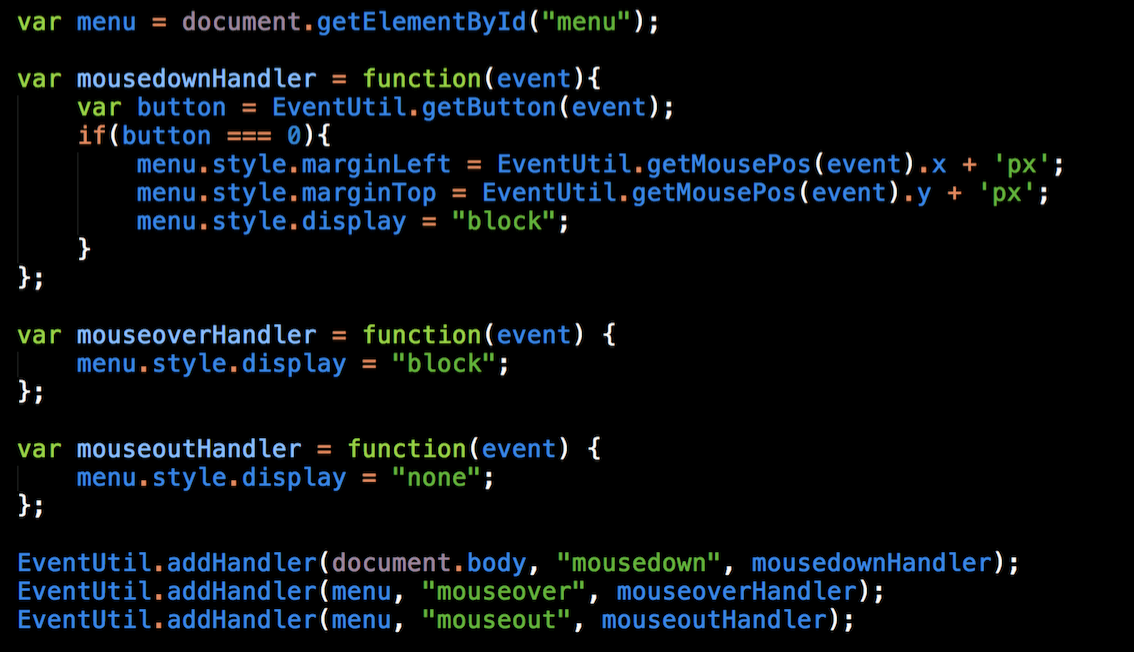 var menu = document.getElementById("menu");

var mousedownHandler = function(event){
    var button = EventUtil.getButton(event);
    if(button === 0){
        menu.style.marginLeft = EventUtil.getMousePos(event).x + 'px';
        menu.style.marginTop = EventUtil.getMousePos(event).y + 'px';
        menu.style.display = "block";
    }
};

var mouseoverHandler = function(event) {
    menu.style.display = "block";
};

var mouseoutHandler = function(event) {
    menu.style.display = "none";
};

EventUtil.addHandler(document.body, "mousedown", mousedownHandler);
EventUtil.addHandler(menu, "mouseover", mouseoverHandler);
EventUtil.addHandler(menu, "mouseout", mouseoutHandler);